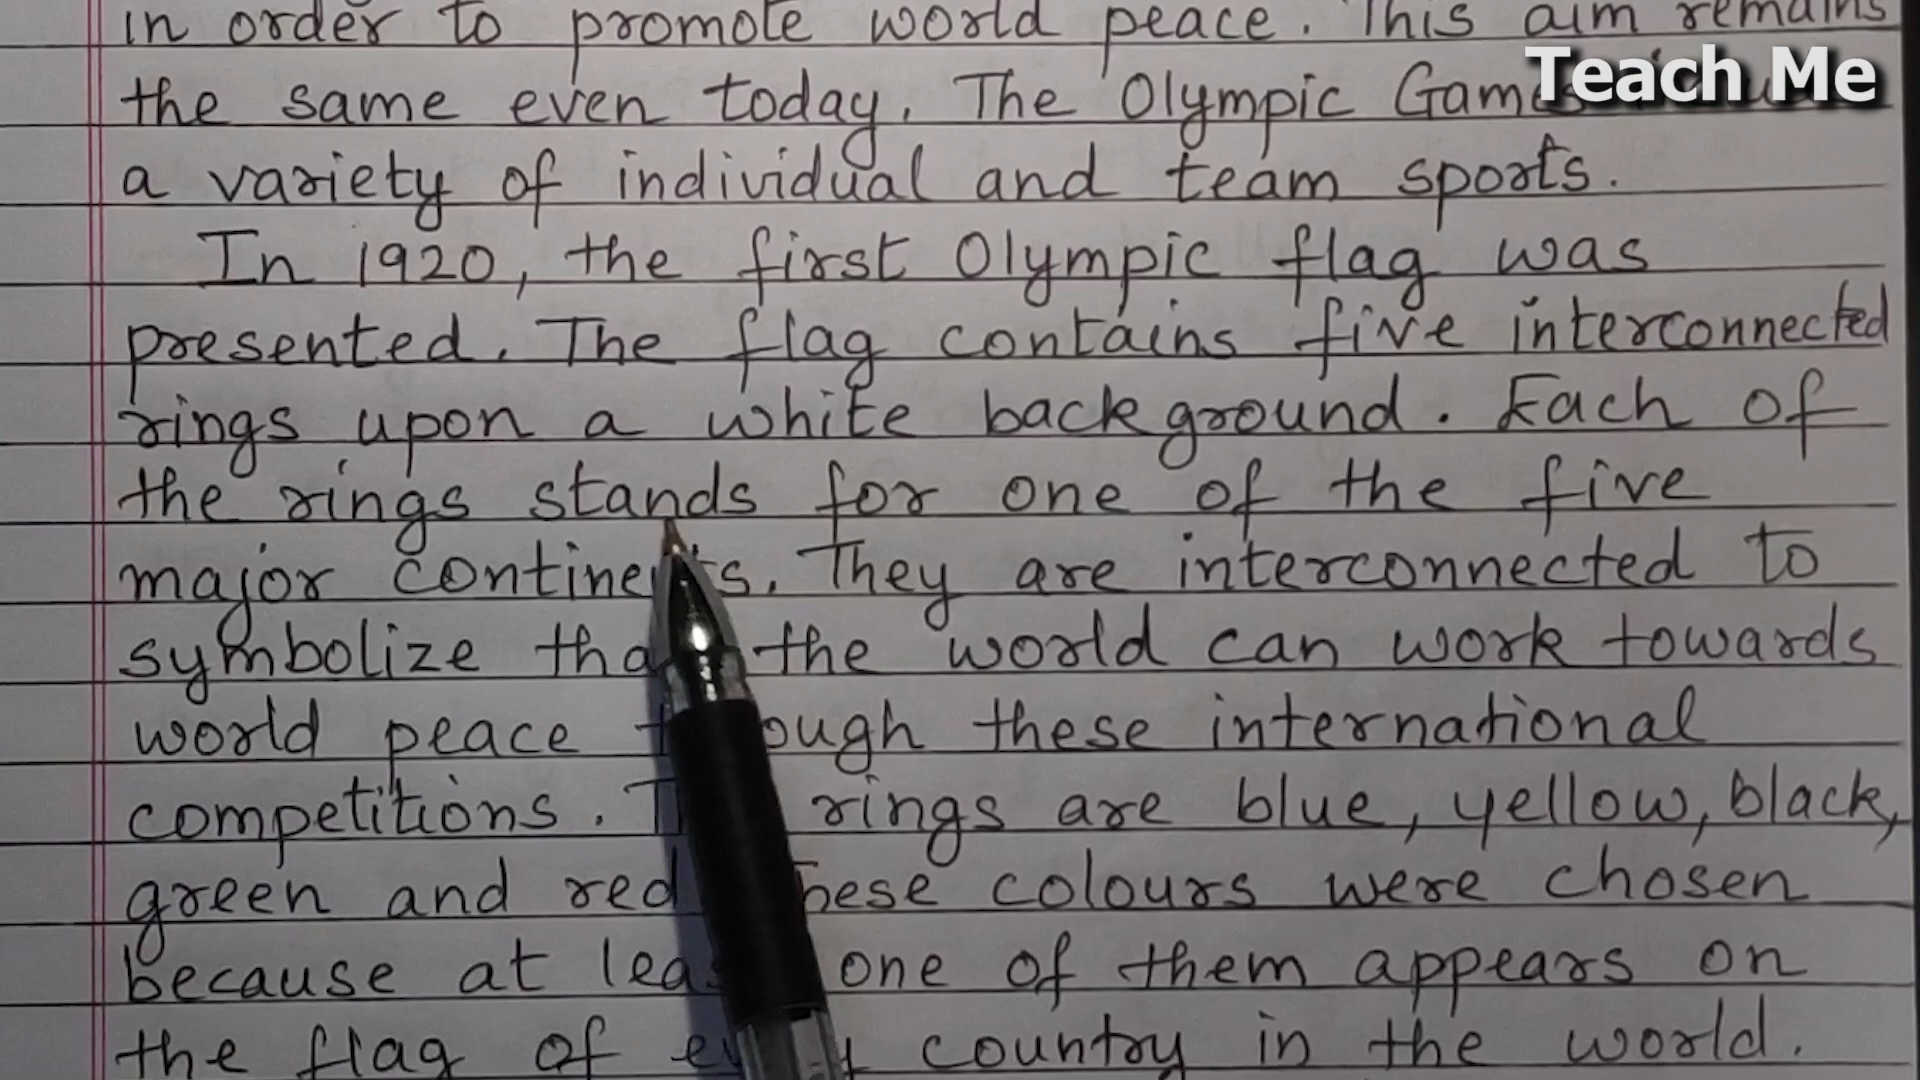 in order to promote world peace. This aim remains
Teach Me
the same even today. The Olympic Games
a variety of individual and team sports.
In 1920, the first Olympic flag was
presented. The flag contains five interconnected
rings upon a white background. Each of
the rings stands for one of the five
major continents. They are interconnected to
symbolize that the world can work towards
world peace these international
competitions. rings are blue, yellow, black,
green and red colours were chosen
because at least one of them appears on
the flag of country in the world.